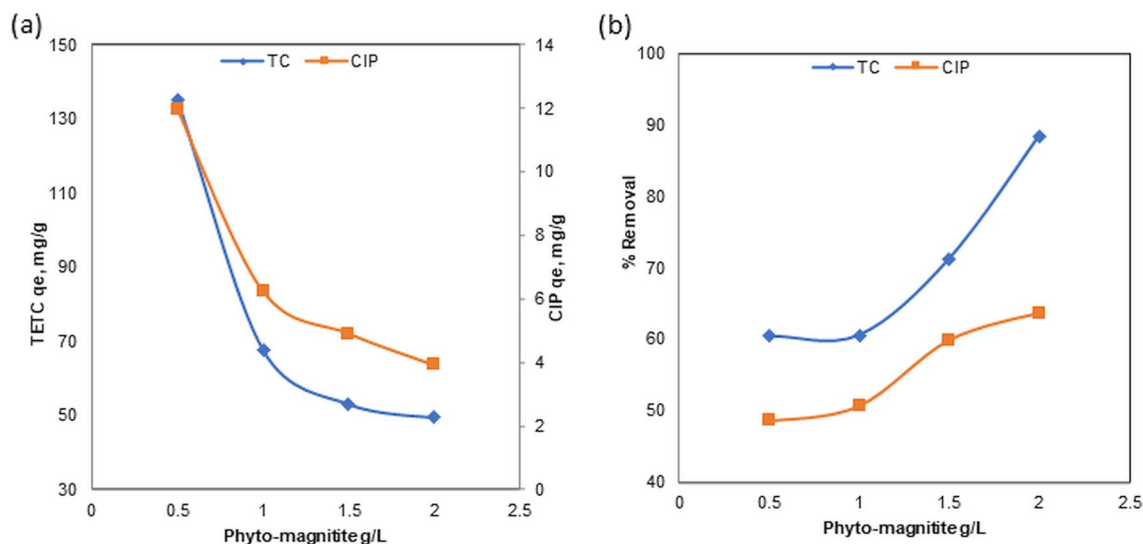 (a)
TC CIP
150
130
110
90
70
50
30
TETC qe, mg/g
14
12
10
8
6
4
2
0
CIP qe, mg/g
0 0.5 1 1.5 2 2.5
Phyto-magnitite g/L
(b)
TC CIP
100
90
80
70
60
50
40
% Removal
0 0.5 1 1.5 2 2.5
Phyto-magnitite g/L